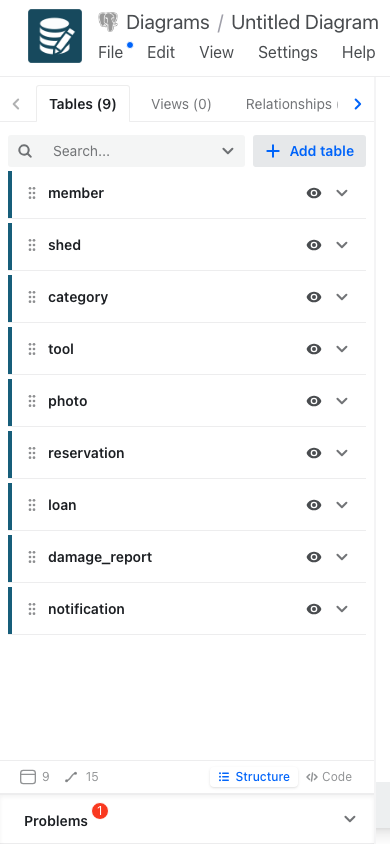 Diagrams / Untitled Diagram
File Edit View Settings Help
Tables (9) Views (0) Relationships
Search... + Add table
member
shed
category
tool
photo
reservation
loan
damage_report
notification
9 15 Structure </> Code
Problems 1